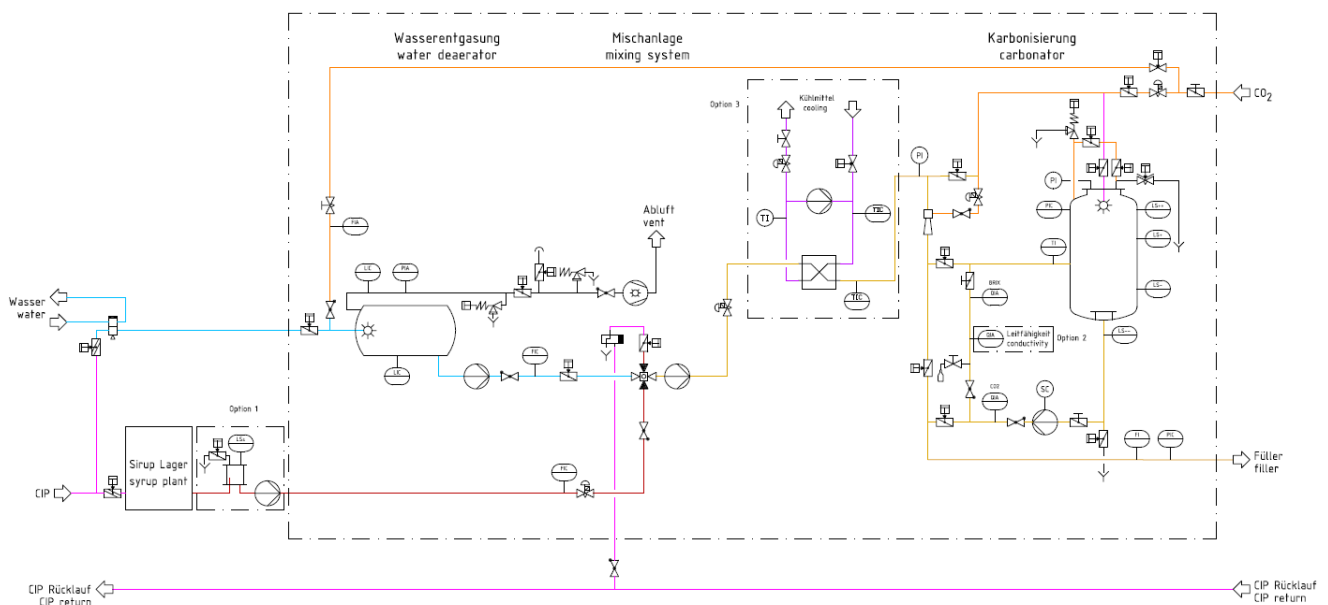 Wasserentgasung
water deaerator
Mischanlage
mixing system
Karbonisierung
carbonator
Option 3
Kühlmittel
cooling
CO2
PI
PI
TI
TIC
TIC
PIC
LS++
LS+
TI
LS-
LS--
PIA
Abluft
vent
LIC
PIA
LIC
Wasser
water
FIC
BRIX
QIA
QIA
Leitfähigkeit
conductivity
Option 2
CO2
QIA
SC
Option 1
Sirup Lager
syrup plant
CIP
FIC
FI
PIC
Füller
filler
CIP Rücklauf
CIP return
CIP Rücklauf
CIP return